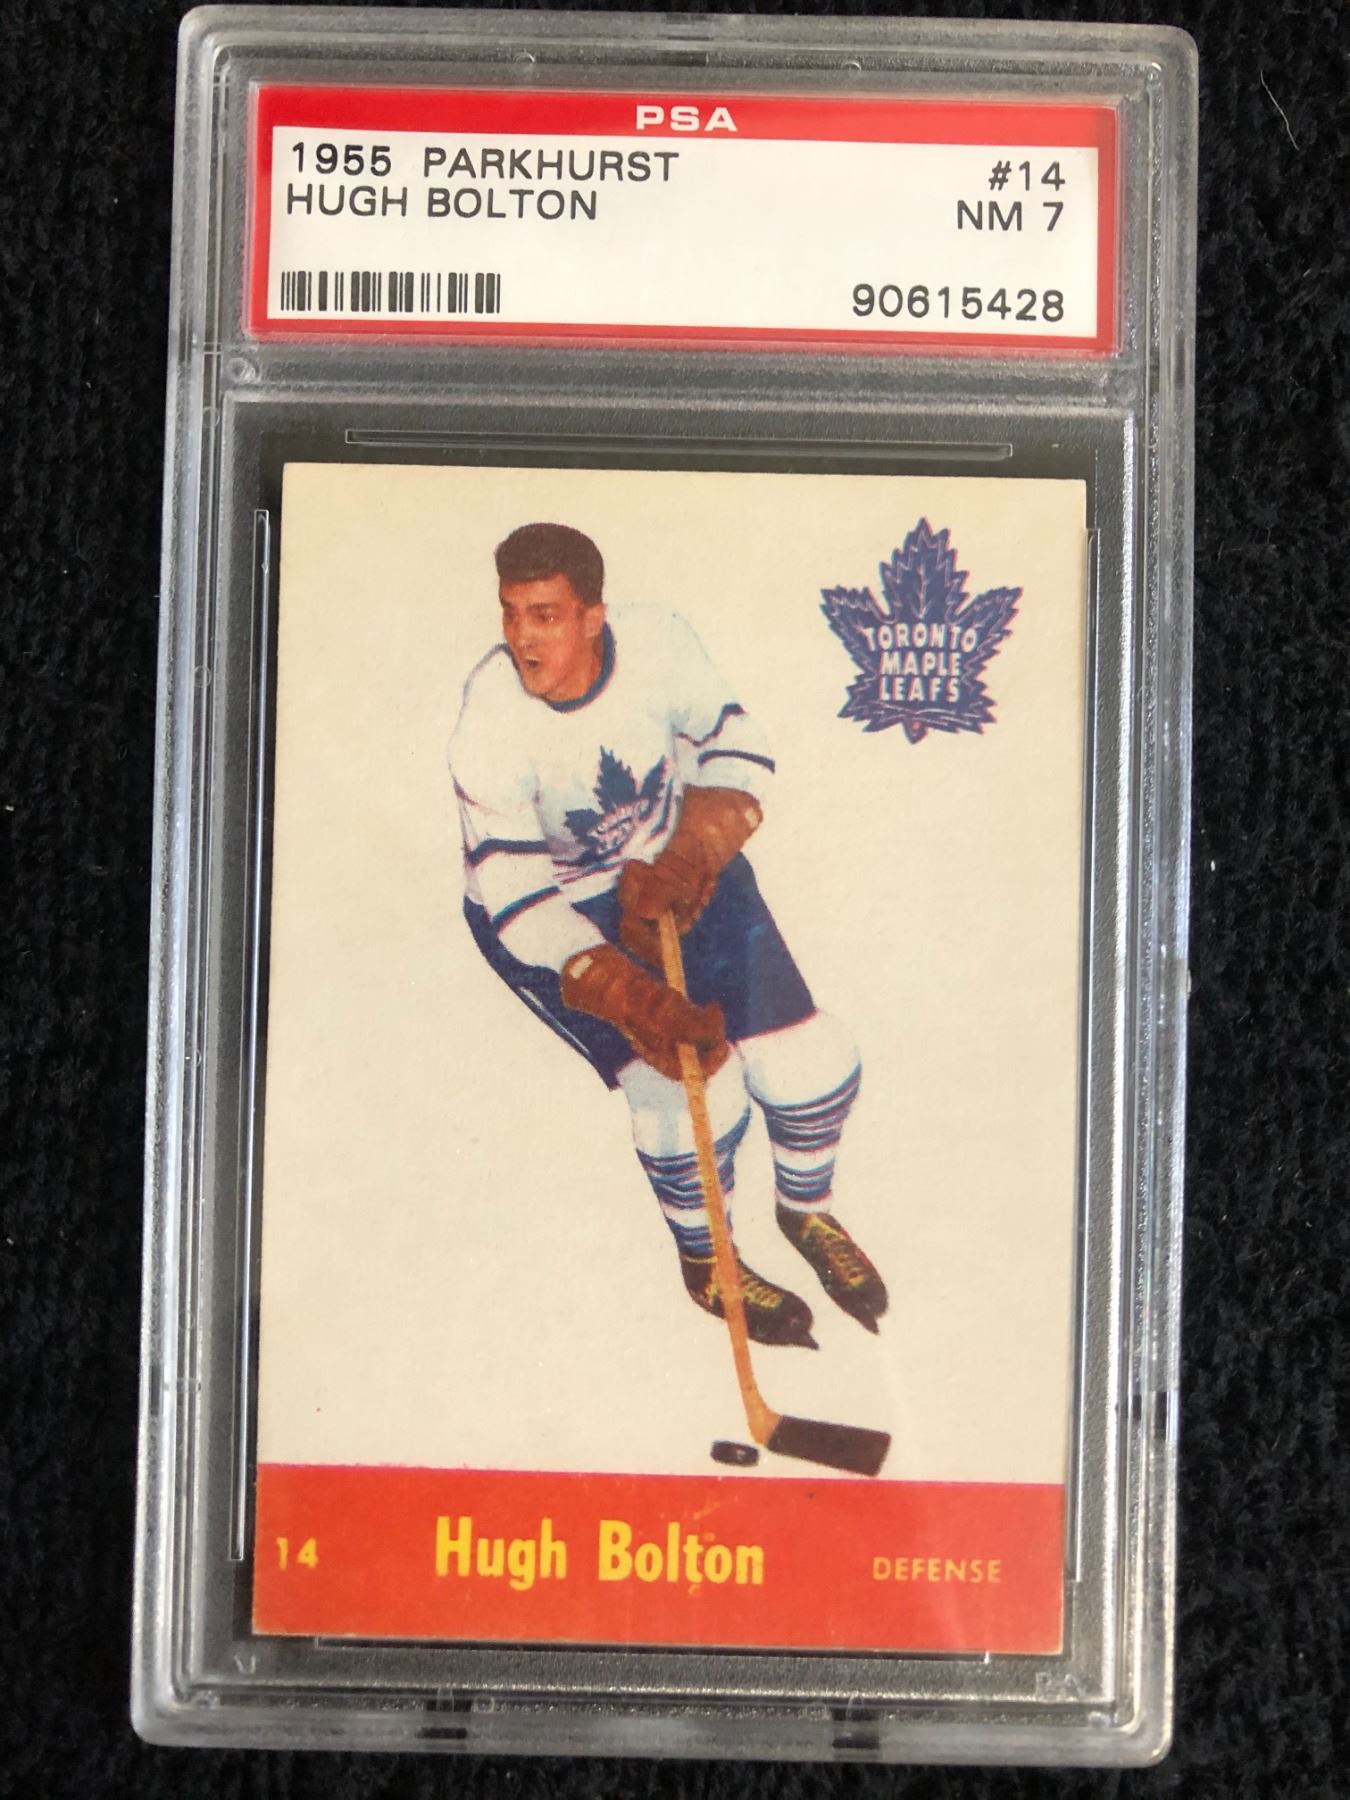 PSA
1955 PARKHURST #14
HUGH BOLTON NM 7
90615428
TORONTO
MAPLE
LEAFS
14 Hugh Bolton DEFENSE